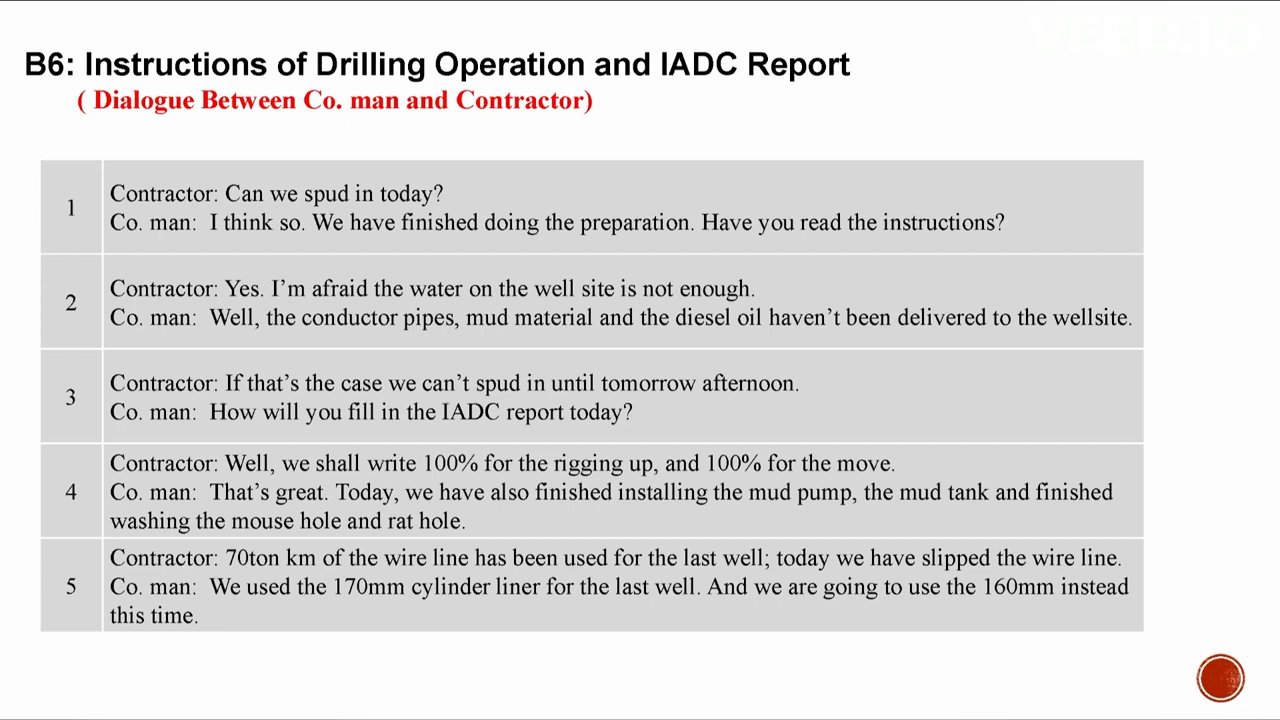 B6: Instructions of Drilling Operation and IADC Report
( Dialogue Between Co. man and Contractor)
1
Contractor: Can we spud in today?
Co. man: I think so. We have finished doing the preparation. Have you read the instructions?
2
Contractor: Yes. I’m afraid the water on the well site is not enough.
Co. man: Well, the conductor pipes, mud material and the diesel oil haven’t been delivered to the wellsite.
3
Contractor: If that’s the case we can’t spud in until tomorrow afternoon.
Co. man: How will you fill in the IADC report today?
4
Contractor: Well, we shall write 100% for the rigging up, and 100% for the move.
Co. man: That’s great. Today, we have also finished installing the mud pump, the mud tank and finished
washing the mouse hole and rat hole.
5
Contractor: 70ton km of the wire line has been used for the last well; today we have slipped the wire line.
Co. man: We used the 170mm cylinder liner for the last well. And we are going to use the 160mm instead
this time.